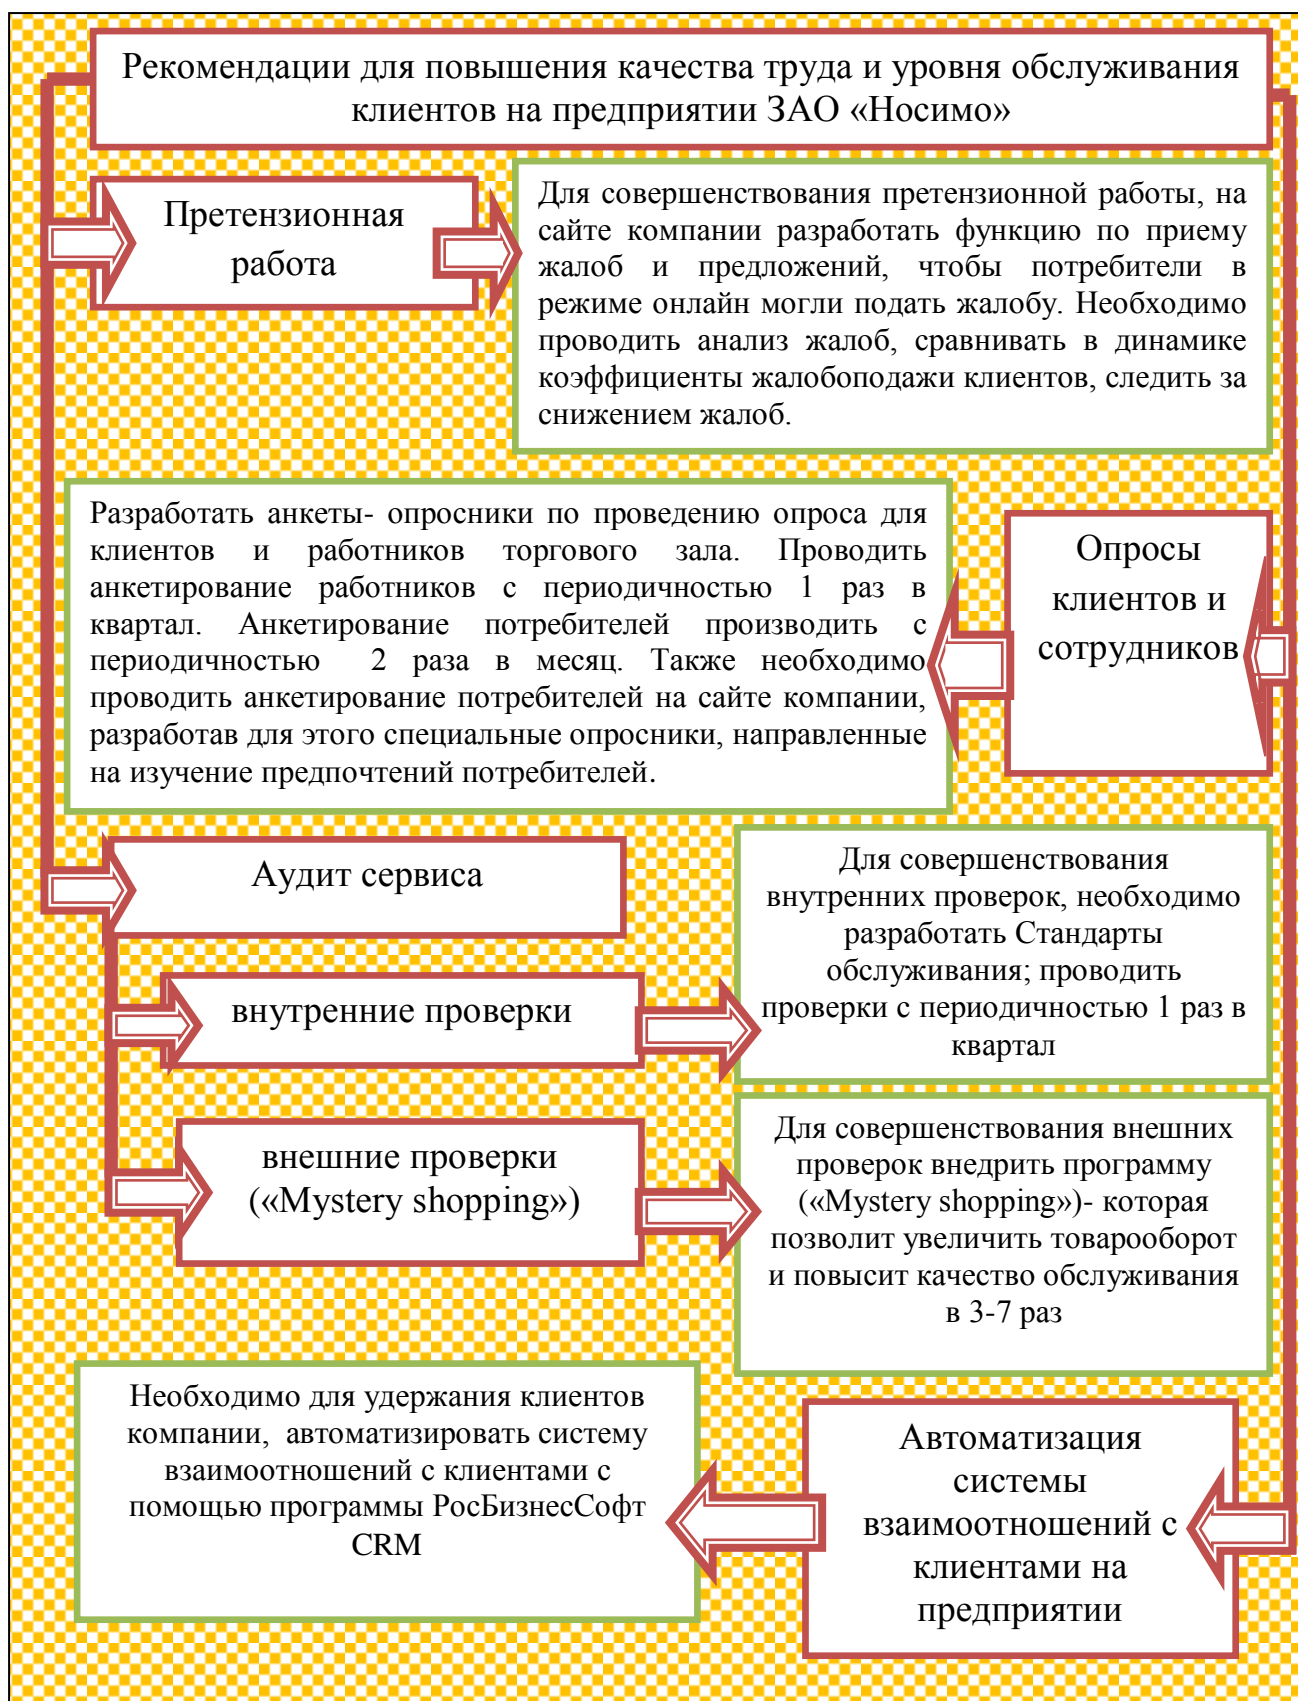 Рекомендации для повышения качества труда и уровня обслуживания
клиентов на предприятии ЗАО «Носимо»
Претензионная
работа
Для совершенствования претензионной работы, на
сайте компании разработать функцию по приему
жалоб и предложений, чтобы потребители в
режиме онлайн могли подать жалобу. Необходимо
проводить анализ жалоб, сравнивать в динамике
коэффициенты жалобоподажи клиентов, следить за
снижением жалоб.
Разработать анкеты- опросники по проведению опроса для
клиентов и работников торгового зала. Проводить
анкетирование работников с периодичностью 1 раз в
квартал. Анкетирование потребителей производить с
периодичностью 2 раза в месяц. Также необходимо
проводить анкетирование потребителей на сайте компании,
разработав для этого специальные опросники, направленные
на изучение предпочтений потребителей.
Опросы
клиентов и
сотрудников
Аудит сервиса
Для совершенствования
внутренних проверок, необходимо
разработать Стандарты
обслуживания; проводить
проверки с периодичностью 1 раз в
квартал
внутренние проверки
внешние проверки
(«Mystery shopping»)
Для совершенствования внешних
проверок внедрить программу
(«Mystery shopping»)- которая
позволит увеличить товарооборот
и повысит качество обслуживания
в 3-7 раз
Необходимо для удержания клиентов
компании, автоматизировать систему
взаимоотношений с клиентами с
помощью программы РосБизнесСофт
CRM
Автоматизация
системы
взаимоотношений с
клиентами на
предприятии